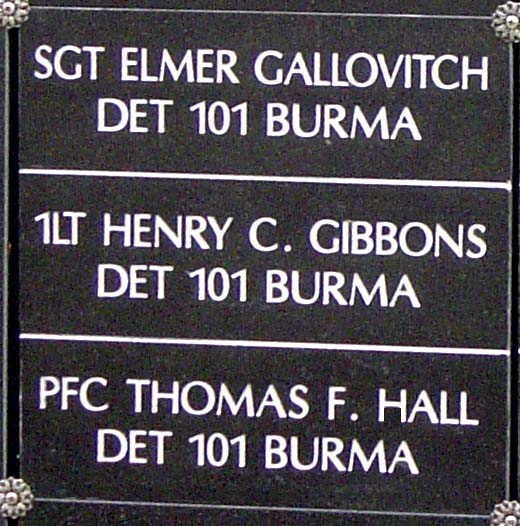 SGT ELMER GALLOVITCH
DET 101 BURMA
1LT HENRY C. GIBBONS
DET 101 BURMA
PFC THOMAS F. HALL
DET 101 BURMA